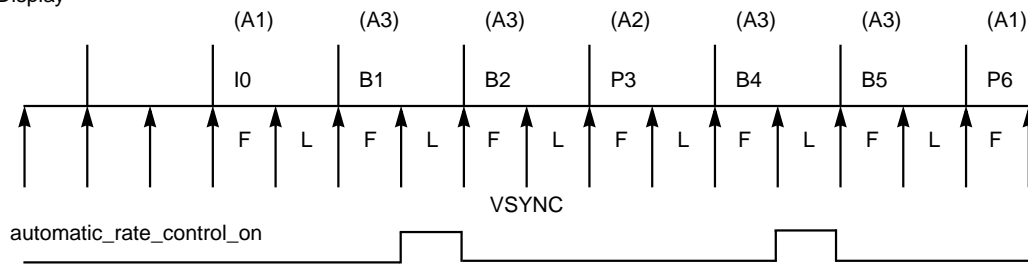 Display
(A1) (A3) (A3) (A2) (A3) (A3) (A1)
I0 B1 B2 P3 B4 B5 P6
F L F L F L F L F L F L F
VSYNC
automatic_rate_control_on